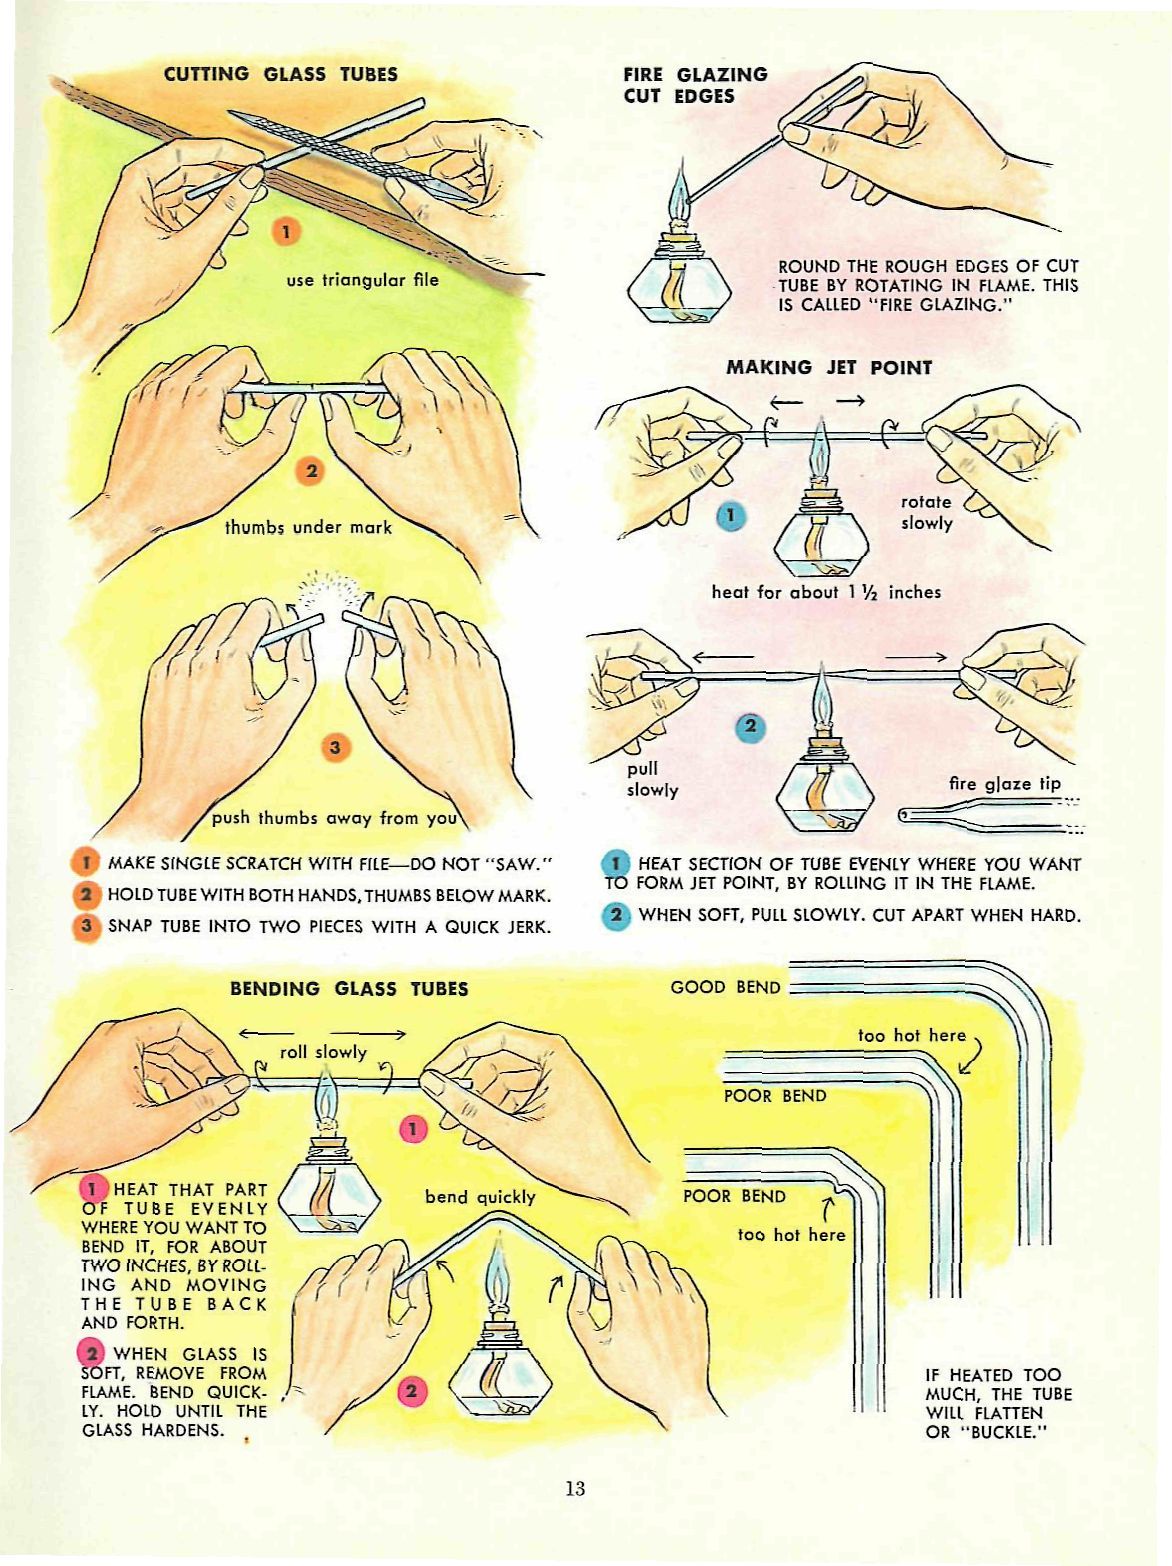 CUTTING GLASS TUBES
1
use triangular file
2
thumbs under mark
3
push thumbs away from you
1 MAKE SINGLE SCRATCH WITH FILE—DO NOT "SAW."
2 HOLD TUBE WITH BOTH HANDS, THUMBS BELOW MARK.
3 SNAP TUBE INTO TWO PIECES WITH A QUICK JERK.
FIRE GLAZING
CUT EDGES
ROUND THE ROUGH EDGES OF CUT
TUBE BY ROTATING IN FLAME. THIS
IS CALLED "FIRE GLAZING."
MAKING JET POINT
1
rotate
slowly
heat for about 1 ½ inches
2
pull
slowly
fire glaze tip
1 HEAT SECTION OF TUBE EVENLY WHERE YOU WANT
TO FORM JET POINT, BY ROLLING IT IN THE FLAME.
2 WHEN SOFT, PULL SLOWLY. CUT APART WHEN HARD.
BENDING GLASS TUBES
roll slowly
1
1 HEAT THAT PART
OF TUBE EVENLY
WHERE YOU WANT TO
BEND IT, FOR ABOUT
TWO INCHES, BY ROLL-
ING AND MOVING
THE TUBE BACK
AND FORTH.
2 WHEN GLASS IS
SOFT, REMOVE FROM
FLAME. BEND QUICK-
LY. HOLD UNTIL THE
GLASS HARDENS.
bend quickly
2
GOOD BEND
too hot here
POOR BEND
POOR BEND
too hot here
IF HEATED TOO
MUCH, THE TUBE
WILL FLATTEN
OR "BUCKLE."
13